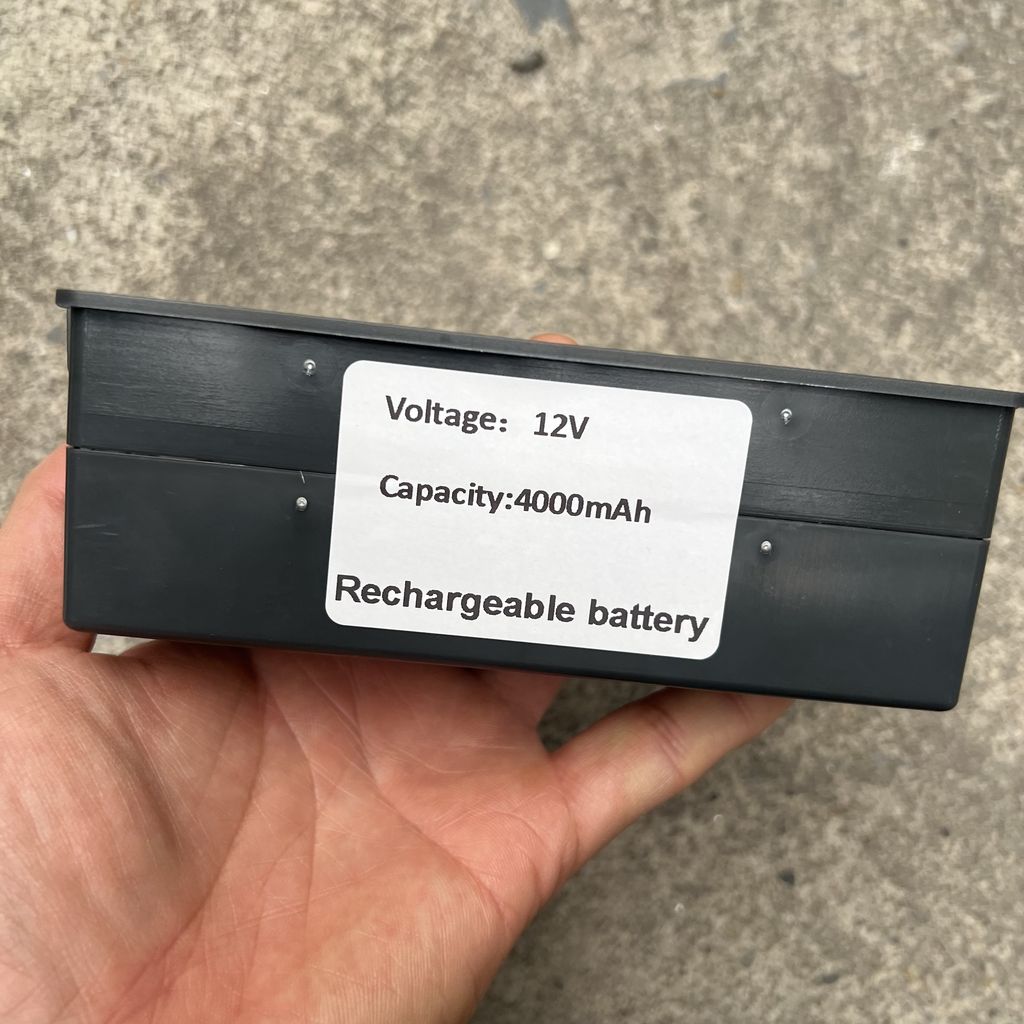 Voltage： 12V
Capacity:4000mAh
Rechargeable battery